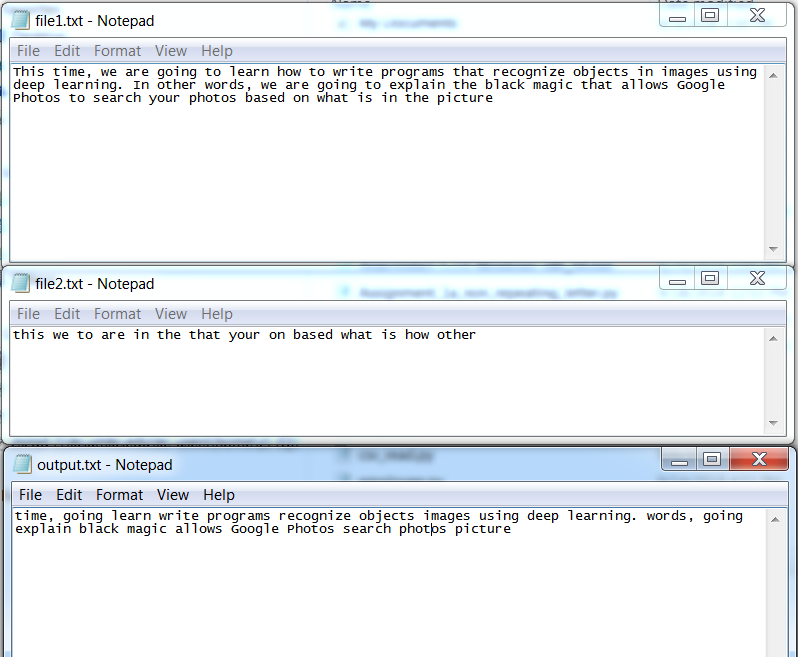 file1.txt - Notepad
File Edit Format View Help
This time, we are going to learn how to write programs that recognize objects in images using
deep learning. In other words, we are going to explain the black magic that allows Google
Photos to search your photos based on what is in the picture
file2.txt - Notepad
File Edit Format View Help
this we to are in the that your on based what is how other
output.txt - Notepad
File Edit Format View Help
time, going learn write programs recognize objects images using deep learning. words, going
explain black magic allows Google Photos search photos picture